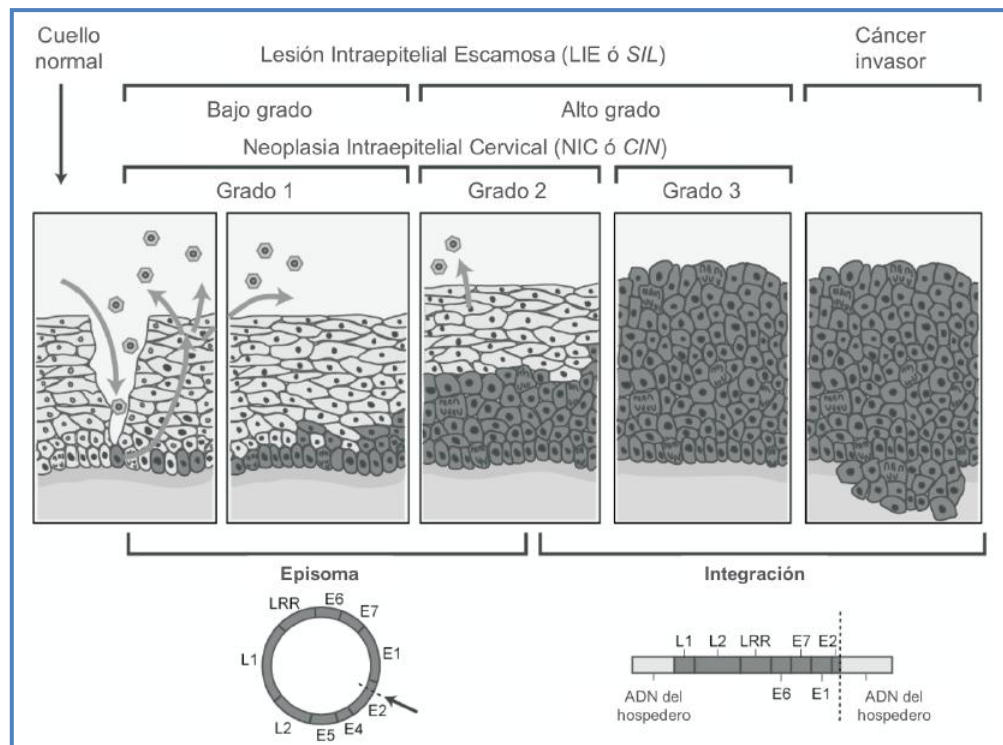 Cuello
normal
Lesión Intraepitelial Escamosa (LIE ó SIL)
Cáncer
invasor
Bajo grado
Alto grado
Neoplasia Intraepitelial Cervical (NIC ó CIN)
Grado 1
Grado 2
Grado 3
Episoma
Integración
LRR
E6
E7
L1
E1
E2
L2
E5
E4
L1
L2
LRR
E7
E2
E6
E1
ADN del
hospedero
ADN del
hospedero